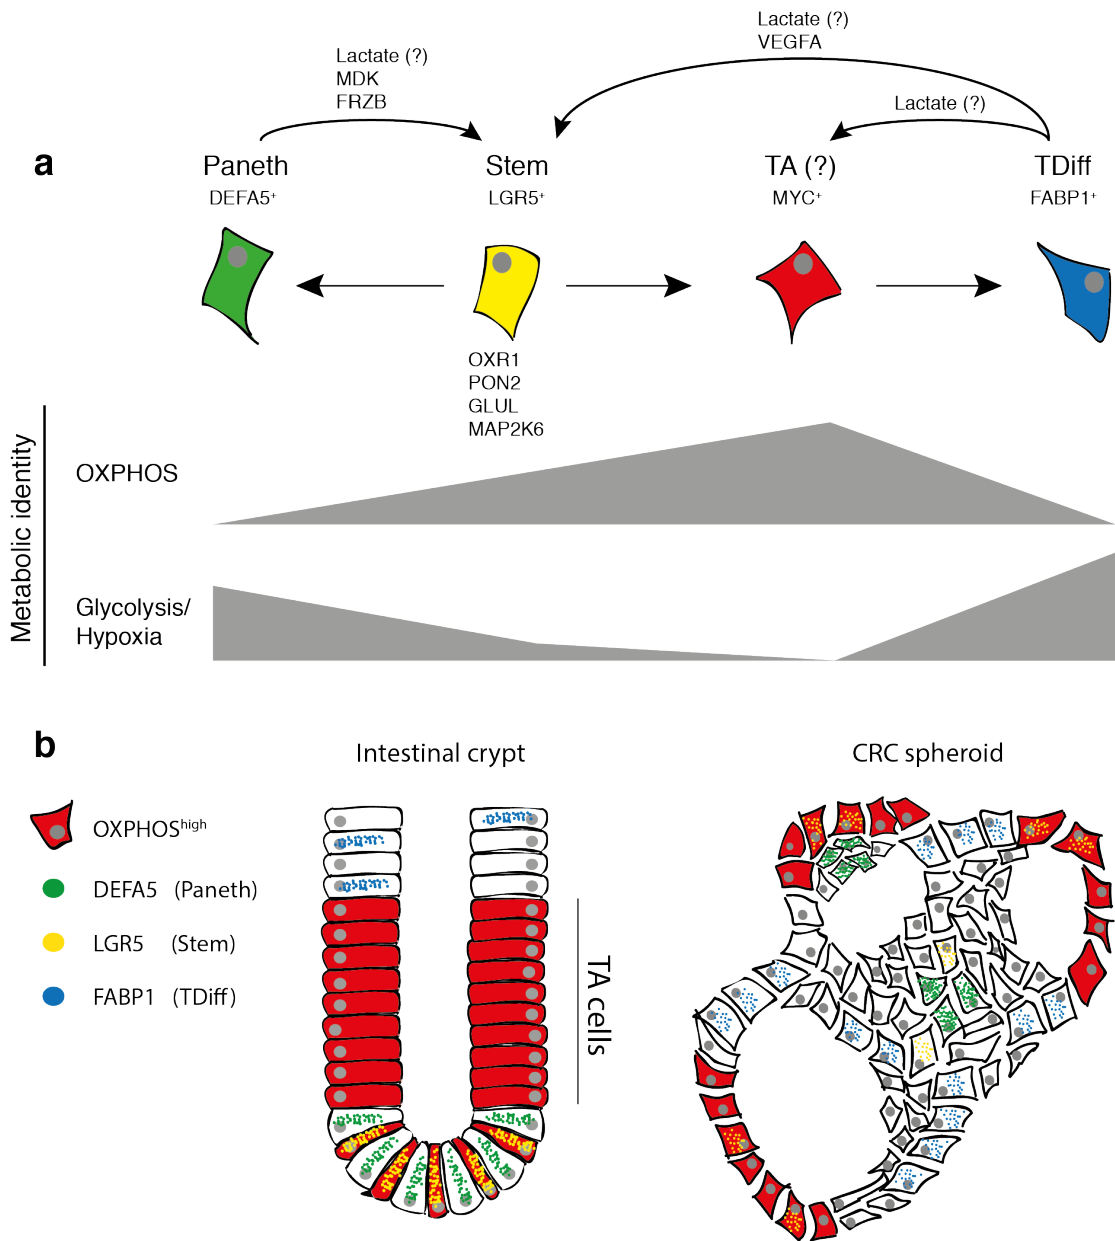 Lactate (?)
VEGFA
Lactate (?)
MDK
FRZB
Lactate (?)
a
Paneth
Stem
TA (?)
TDiff
DEFA5⁺
LGR5⁺
MYC⁺
FABP1⁺
OXR1
PON2
GLUL
MAP2K6
Metabolic identity
OXPHOS
Glycolysis/
Hypoxia
b
Intestinal crypt
CRC spheroid
OXPHOSʰⁱᵍʰ
DEFA5 (Paneth)
LGR5 (Stem)
FABP1 (TDiff)
TA cells